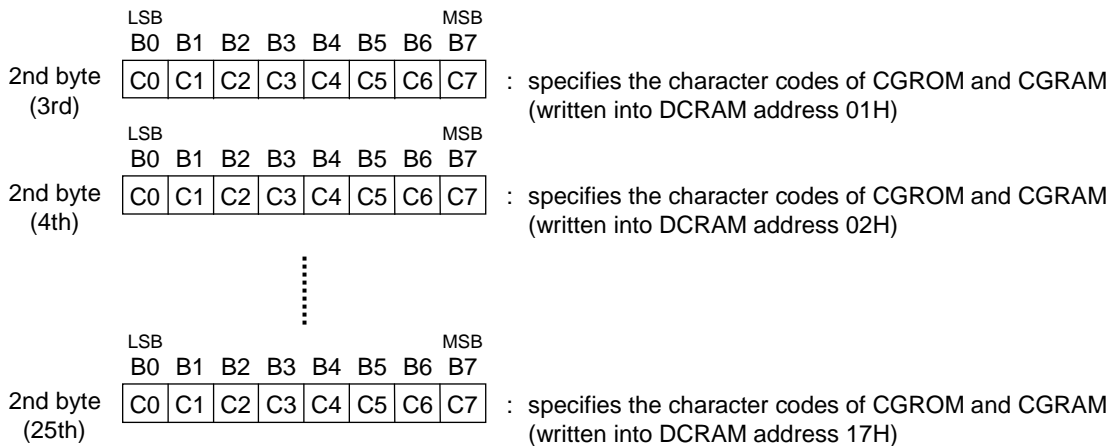 LSB MSB
B0 B1 B2 B3 B4 B5 B6 B7
2nd byte C0 C1 C2 C3 C4 C5 C6 C7 : specifies the character codes of CGROM and CGRAM
(3rd) (written into DCRAM address 01H)
LSB MSB
B0 B1 B2 B3 B4 B5 B6 B7
2nd byte C0 C1 C2 C3 C4 C5 C6 C7 : specifies the character codes of CGROM and CGRAM
(4th) (written into DCRAM address 02H)
LSB MSB
B0 B1 B2 B3 B4 B5 B6 B7
2nd byte C0 C1 C2 C3 C4 C5 C6 C7 : specifies the character codes of CGROM and CGRAM
(25th) (written into DCRAM address 17H)